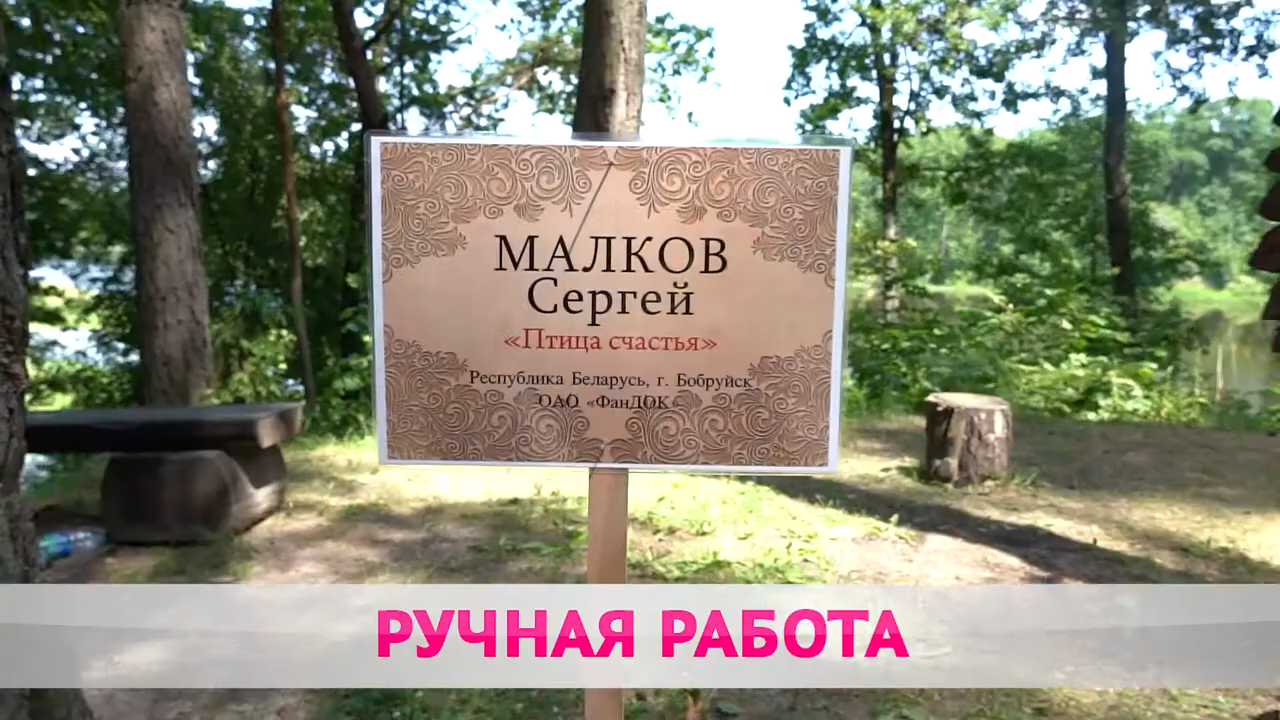 МАЛКОВ
Сергей
«Птица счастья»
Республика Беларусь, г. Бобруйск
ОАО «ФанДОК»
РУЧНАЯ РАБОТА